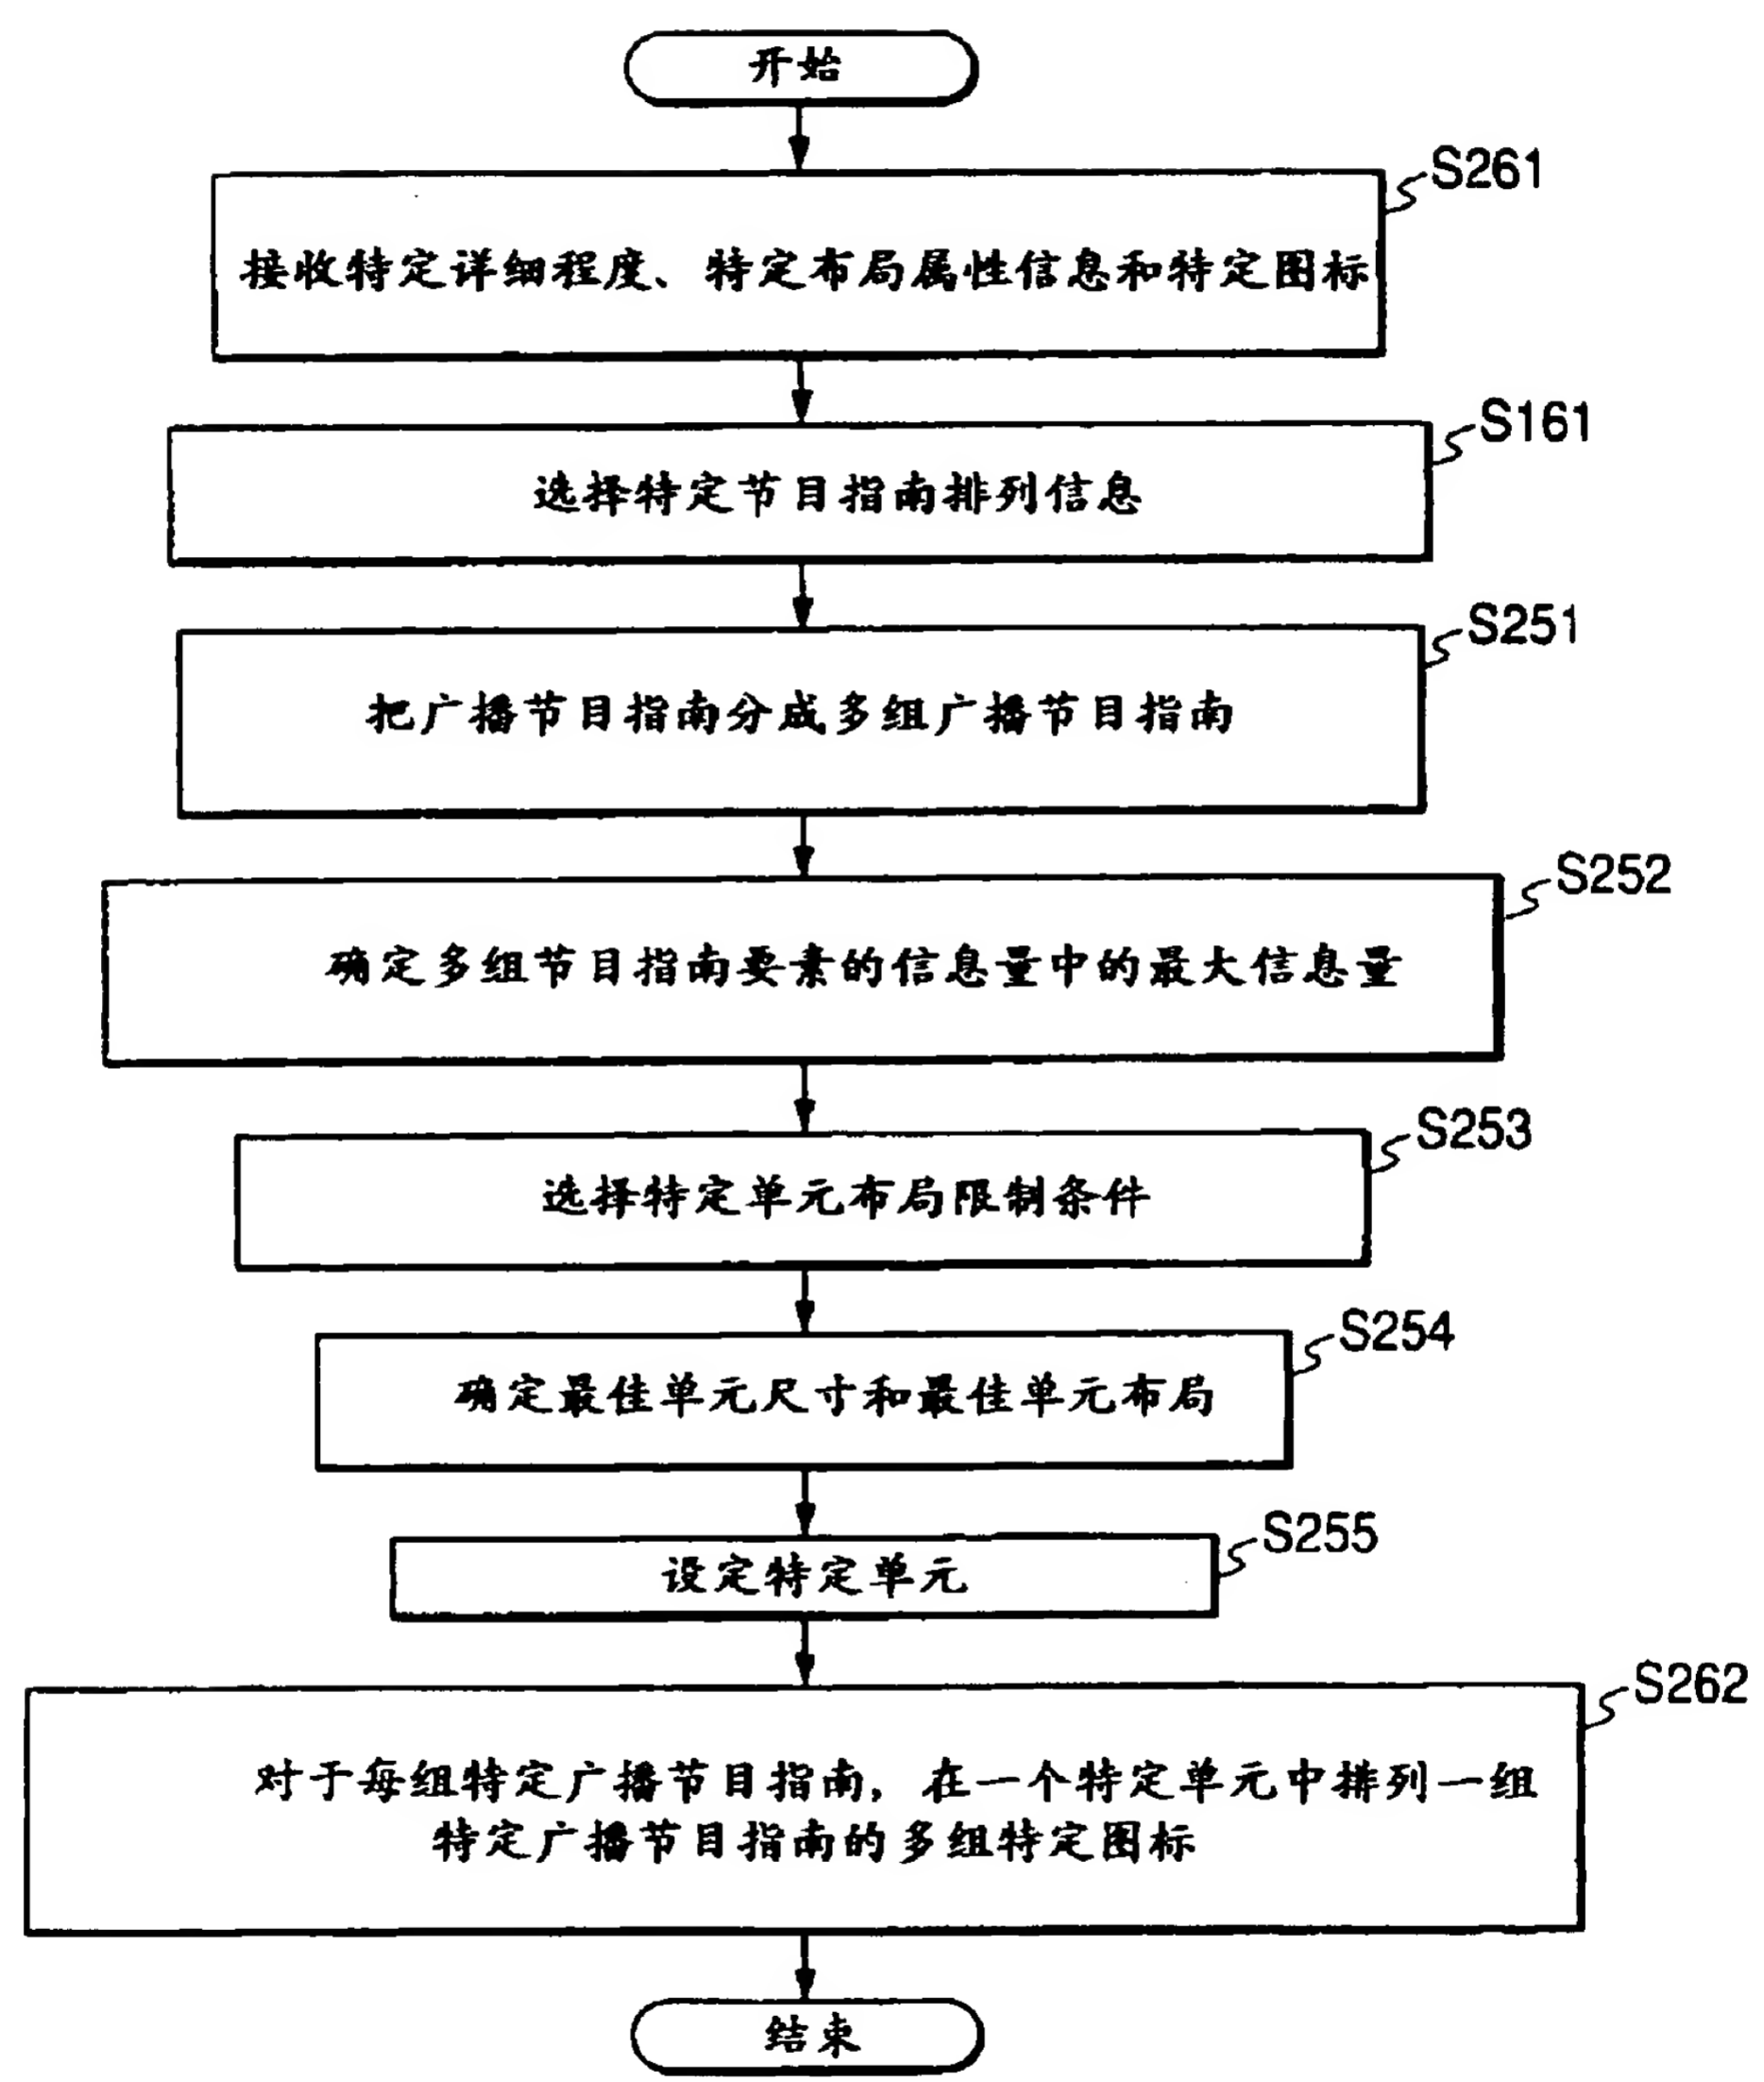 开始
S261
接收特定详细程度、特定布局属性信息和特定图标
S161
选择特定节目指南排列信息
S251
把广播节目指南分成多组广播节目指南
S252
确定多组节目指南要素的信息量中的最大信息量
S253
选择特定单元布局限制条件
S254
确定最佳单元尺寸和最佳单元布局
S255
设定特定单元
S262
对于每组特定广播节目指南，在一个特定单元中排列一组
特定广播节目指南的多组特定图标
结束